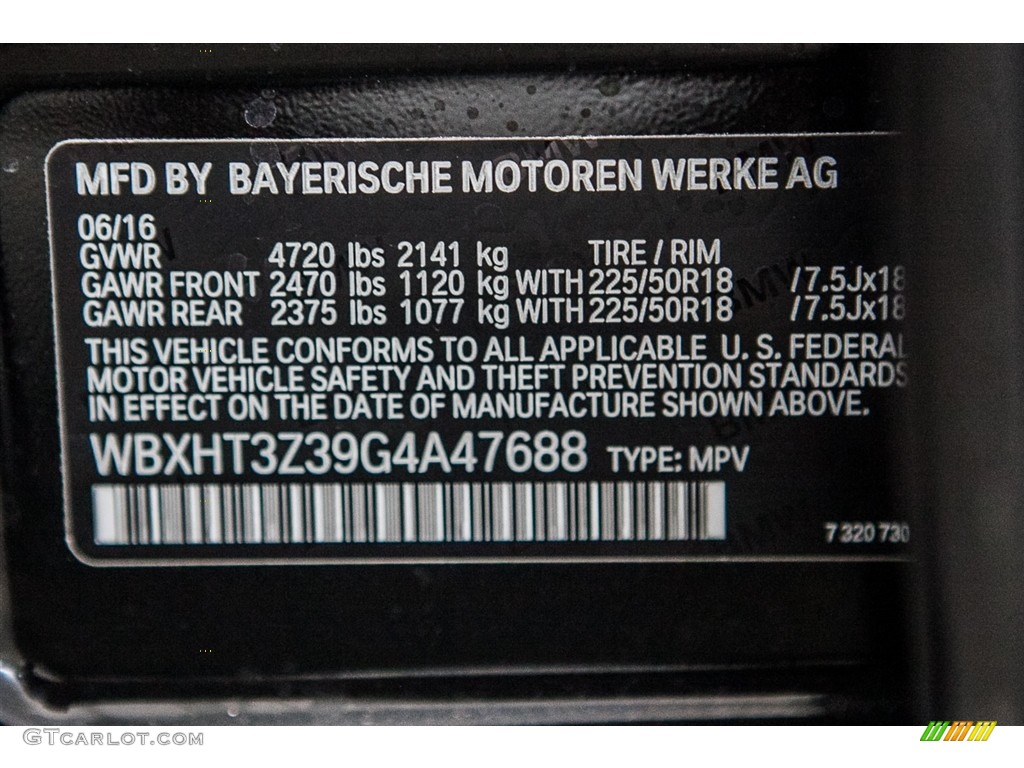 MFD BY BAYERISCHE MOTOREN WERKE AG
06/16
GVWR 4720 lbs 2141 kg TIRE / RIM
GAWR FRONT 2470 lbs 1120 kg WITH 225/50R18 /7.5Jx18
GAWR REAR 2375 lbs 1077 kg WITH 225/50R18 /7.5Jx18
THIS VEHICLE CONFORMS TO ALL APPLICABLE U. S. FEDERAL
MOTOR VEHICLE SAFETY AND THEFT PREVENTION STANDARDS
IN EFFECT ON THE DATE OF MANUFACTURE SHOWN ABOVE.
WBXHT3Z39G4A47688 TYPE: MPV
7 320 730
GTCARLOT.COM